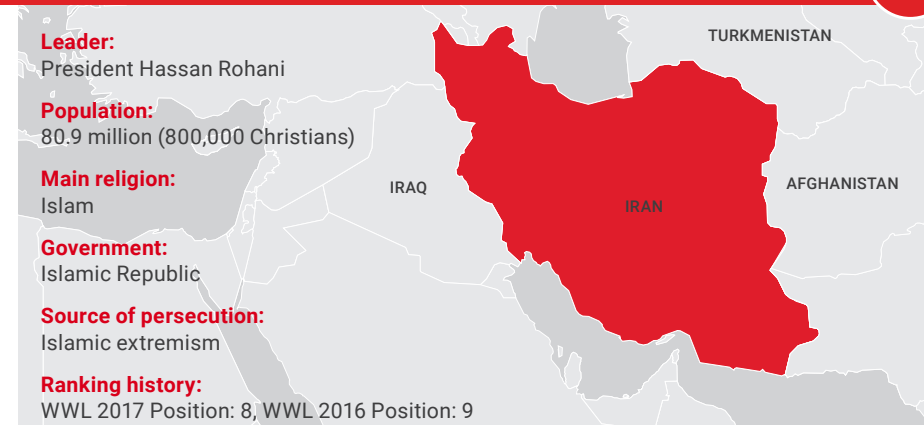 Leader:
President Hassan Rohani
Population:
80.9 million (800,000 Christians)
Main religion:
Islam
Government:
Islamic Republic
Source of persecution:
Islamic extremism
Ranking history:
WWL 2017 Position: 8, WWL 2016 Position: 9
TURKMENISTAN
IRAQ
IRAN
AFGHANISTAN